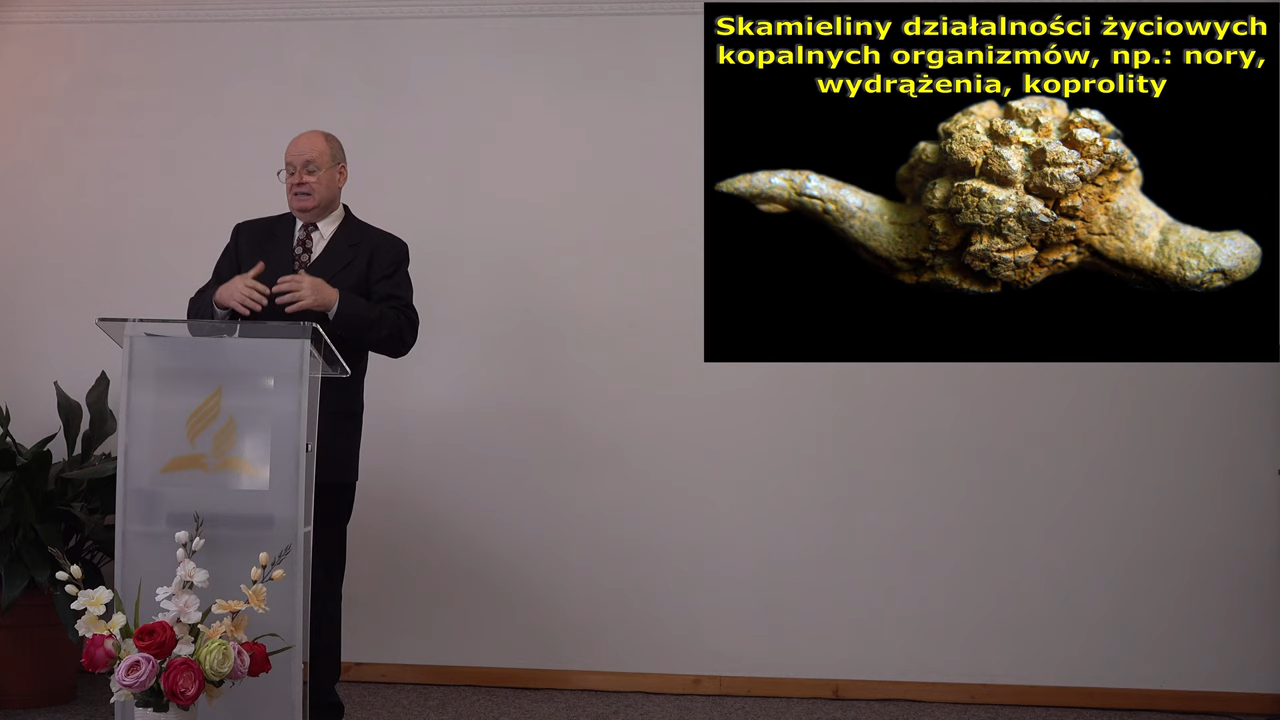 Skamieliny działalności życiowych
kopalnych organizmów, np.: nory,
wydrążenia, koprolity